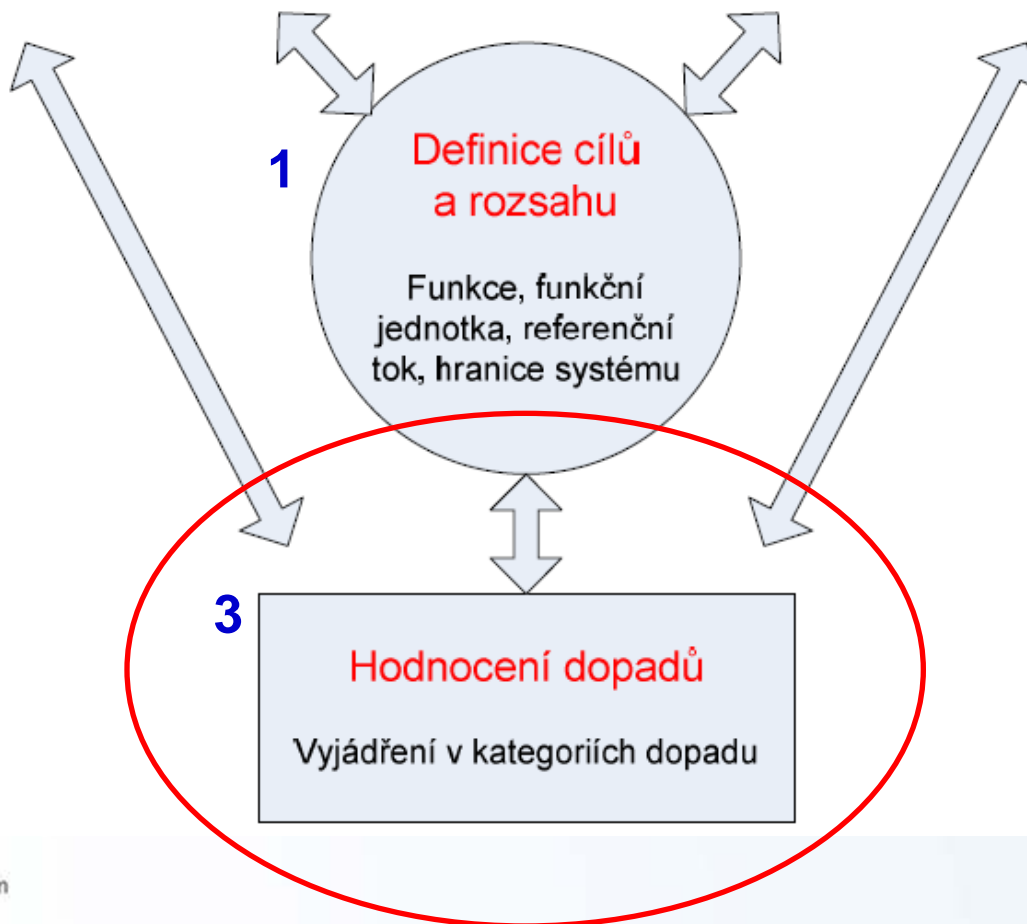 1
Definice cílů
a rozsahu
Funkce, funkční
jednotka, referenční
tok, hranice systému
3
Hodnocení dopadů
Vyjádření v kategoriích dopadu